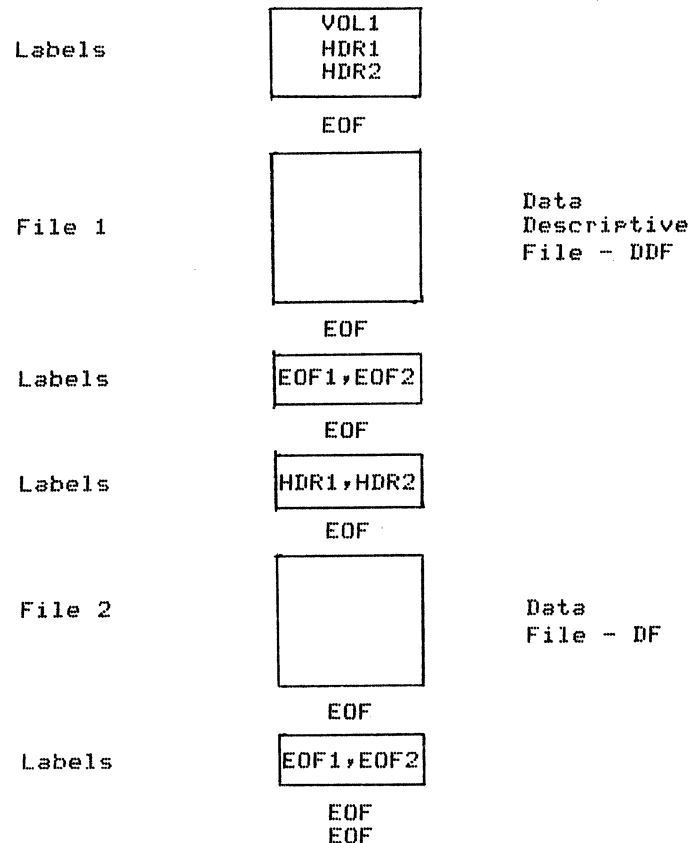 VOL1
Labels HDR1
HDR2
EOF
Data
File 1 Descriptive
File - DDF
EOF
Labels EOF1,EOF2
EOF
Labels HDR1,HDR2
EOF
File 2 Data
File - DF
EOF
Labels EOF1,EOF2
EOF
EOF